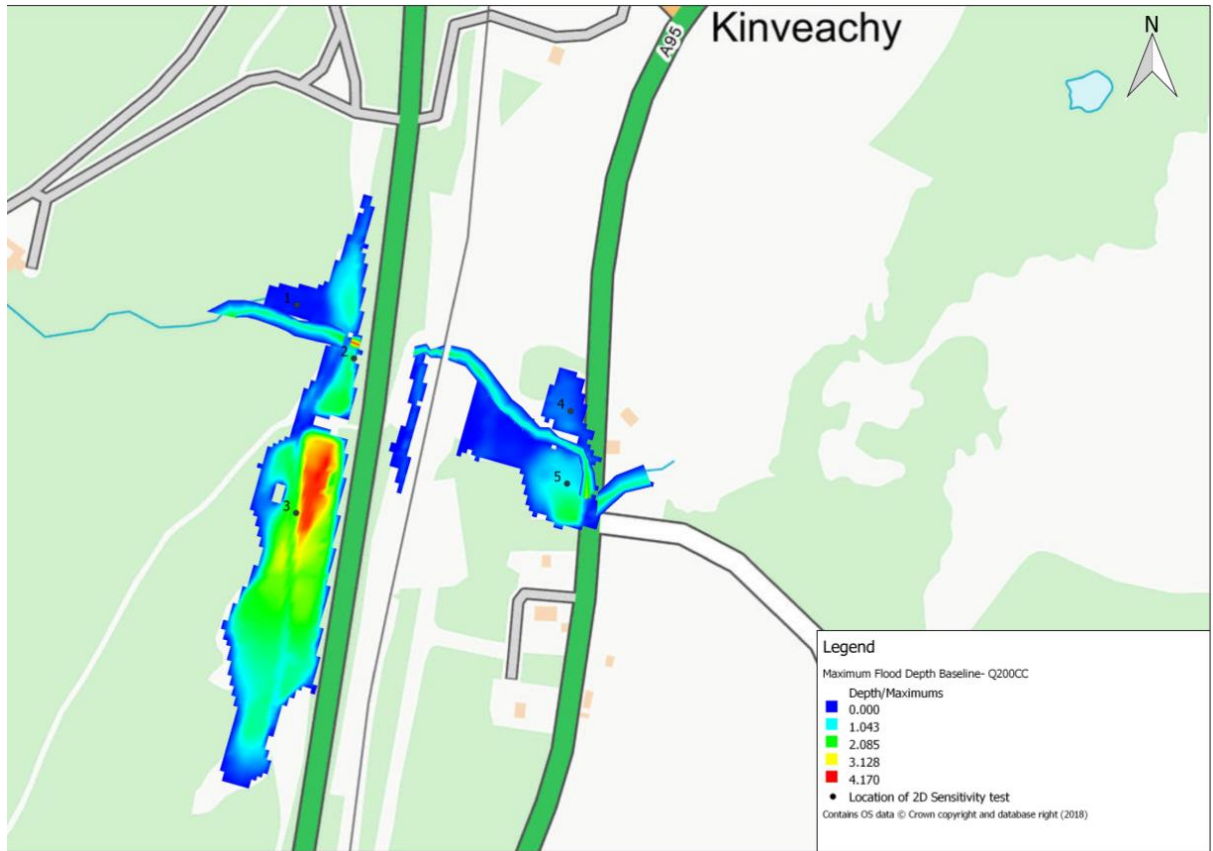 Kinveachy
N
A95
1
2
4
5
3
Legend
Maximum Flood Depth Baseline- Q200CC
Depth/Maximums
0.000
1.043
2.085
3.128
4.170
Location of 2D Sensitivity test
Contains OS data © Crown copyright and database right (2018)